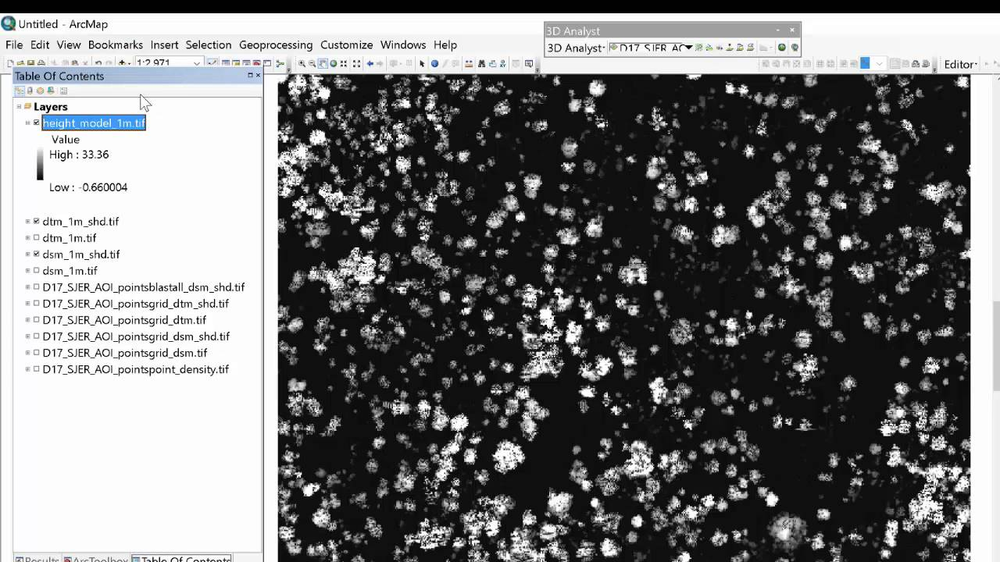 Untitled - ArcMap
File Edit View Bookmarks Insert Selection Geoprocessing Customize Windows Help
3D Analyst
3D Analyst D17_SJER_AC
1:2,971
Editor
Table Of Contents
Layers
height_model_1m.tif
Value
High : 33.36
Low : -0.660004
dtm_1m_shd.tif
dtm_1m.tif
dsm_1m_shd.tif
dsm_1m.tif
D17_SJER_AOI_pointsblastall_dsm_shd.tif
D17_SJER_AOI_pointsgrid_dtm_shd.tif
D17_SJER_AOI_pointsgrid_dtm.tif
D17_SJER_AOI_pointsgrid_dsm_shd.tif
D17_SJER_AOI_pointsgrid_dsm.tif
D17_SJER_AOI_pointspoint_density.tif
Results ArcToolbox Table Of Contents